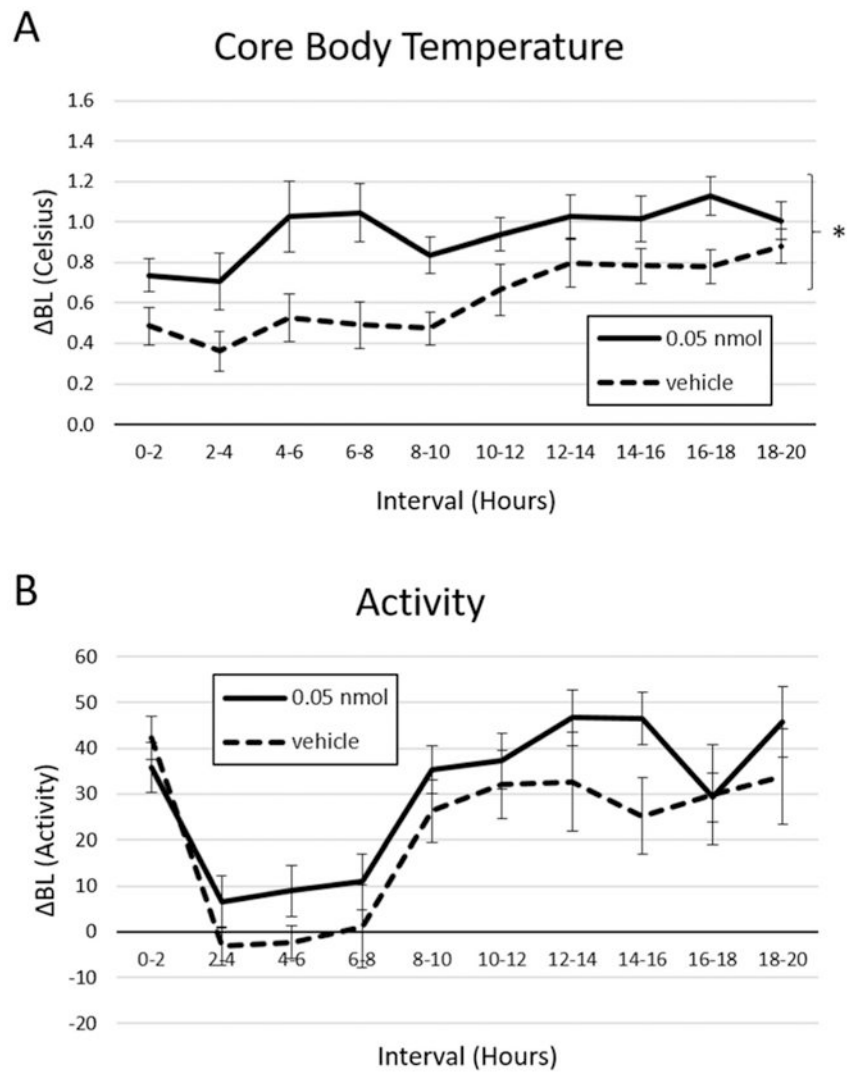 A
Core Body Temperature
1.6
1.4
1.2
1.0
0.8
0.6
0.4
0.2
0.0
ΔBL (Celsius)
*
0.05 nmol
vehicle
0-2 2-4 4-6 6-8 8-10 10-12 12-14 14-16 16-18 18-20
Interval (Hours)
B
Activity
60
50
40
30
20
10
0
-10
-20
ΔBL (Activity)
0.05 nmol
vehicle
0-2 2-4 4-6 6-8 8-10 10-12 12-14 14-16 16-18 18-20
Interval (Hours)